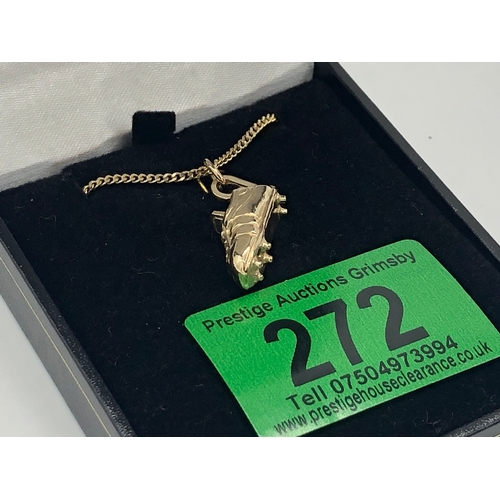 Prestige Auctions Grimsby
272
Tell 07504973994
www.prestigehouseclearance.co.uk